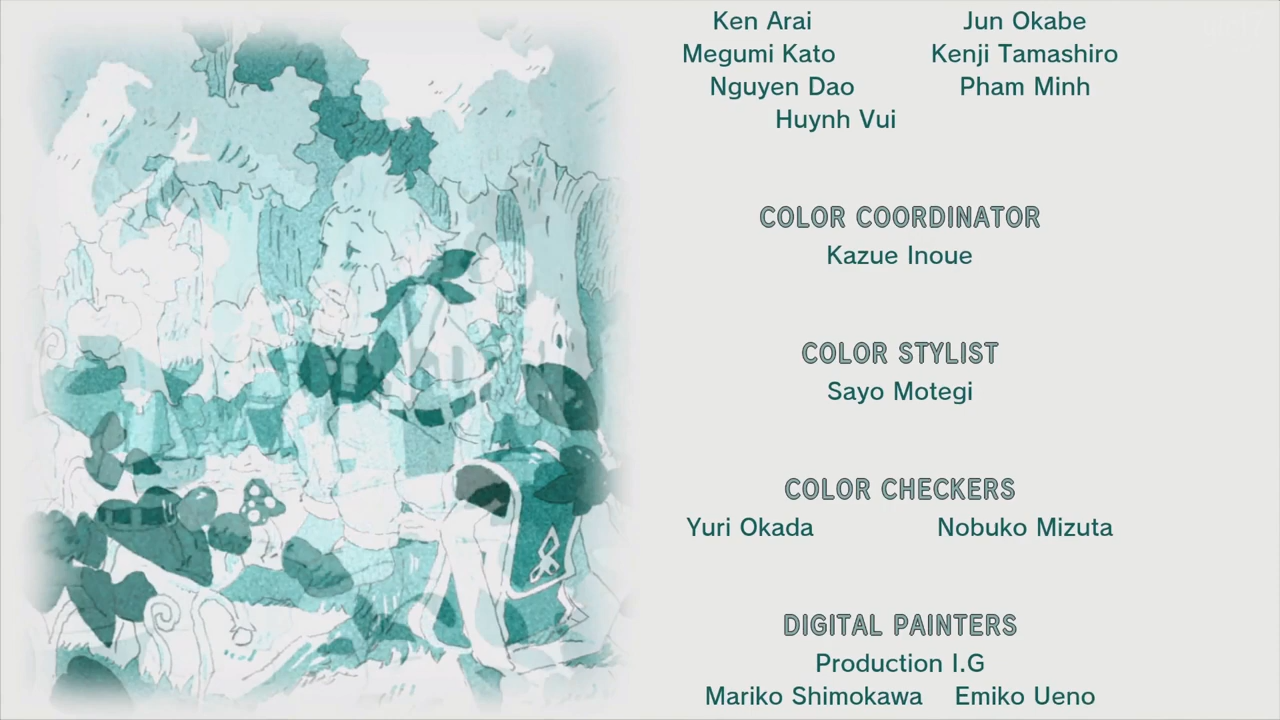 Ken Arai Jun Okabe
Megumi Kato Kenji Tamashiro
Nguyen Dao Pham Minh
Huynh Vui
COLOR COORDINATOR
Kazue Inoue
COLOR STYLIST
Sayo Motegi
COLOR CHECKERS
Yuri Okada Nobuko Mizuta
DIGITAL PAINTERS
Production I.G
Mariko Shimokawa Emiko Ueno